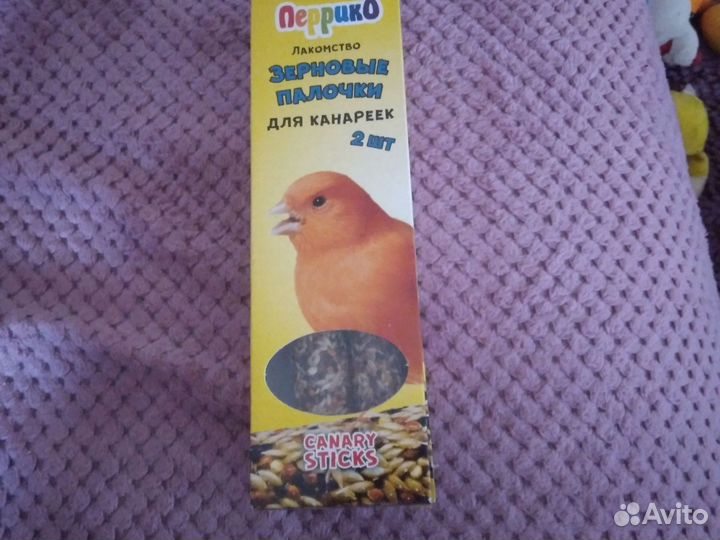 Перрико
Лакомство
Зерновые
палочки
для канареек
2 шт
CANARY
STICKS
Avito